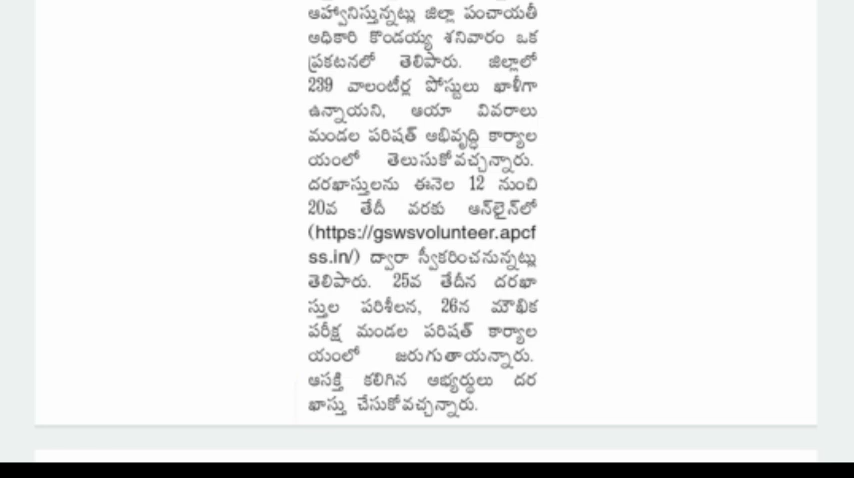 ఆహ్వానిస్తున్నట్లు జిల్లా పంచాయతీ
అధికారి కొండయ్య శనివారం ఒక
ప్రకటనలో తెలిపారు. జిల్లాలో
239 వాలంటీర్ల పోస్టులు ఖాళీగా
ఉన్నాయని, ఆయా వివరాలు
మండల పరిషత్ అభివృద్ధి కార్యాల
యంలో తెలుసుకోవచ్చన్నారు.
దరఖాస్తులను ఈనెల 12 నుంచి
20వ తేదీ వరకు ఆన్‌లైన్‌లో
(https://gswsvolunteer.apcf
ss.in/) ద్వారా స్వీకరించనున్నట్లు
తెలిపారు. 25వ తేదీన దరఖా
స్తుల పరిశీలన, 26న మౌఖిక
పరీక్ష మండల పరిషత్ కార్యాల
యంలో జరుగుతాయన్నారు.
ఆసక్తి కలిగిన అభ్యర్థులు దర
ఖాస్తు చేసుకోవచ్చన్నారు.